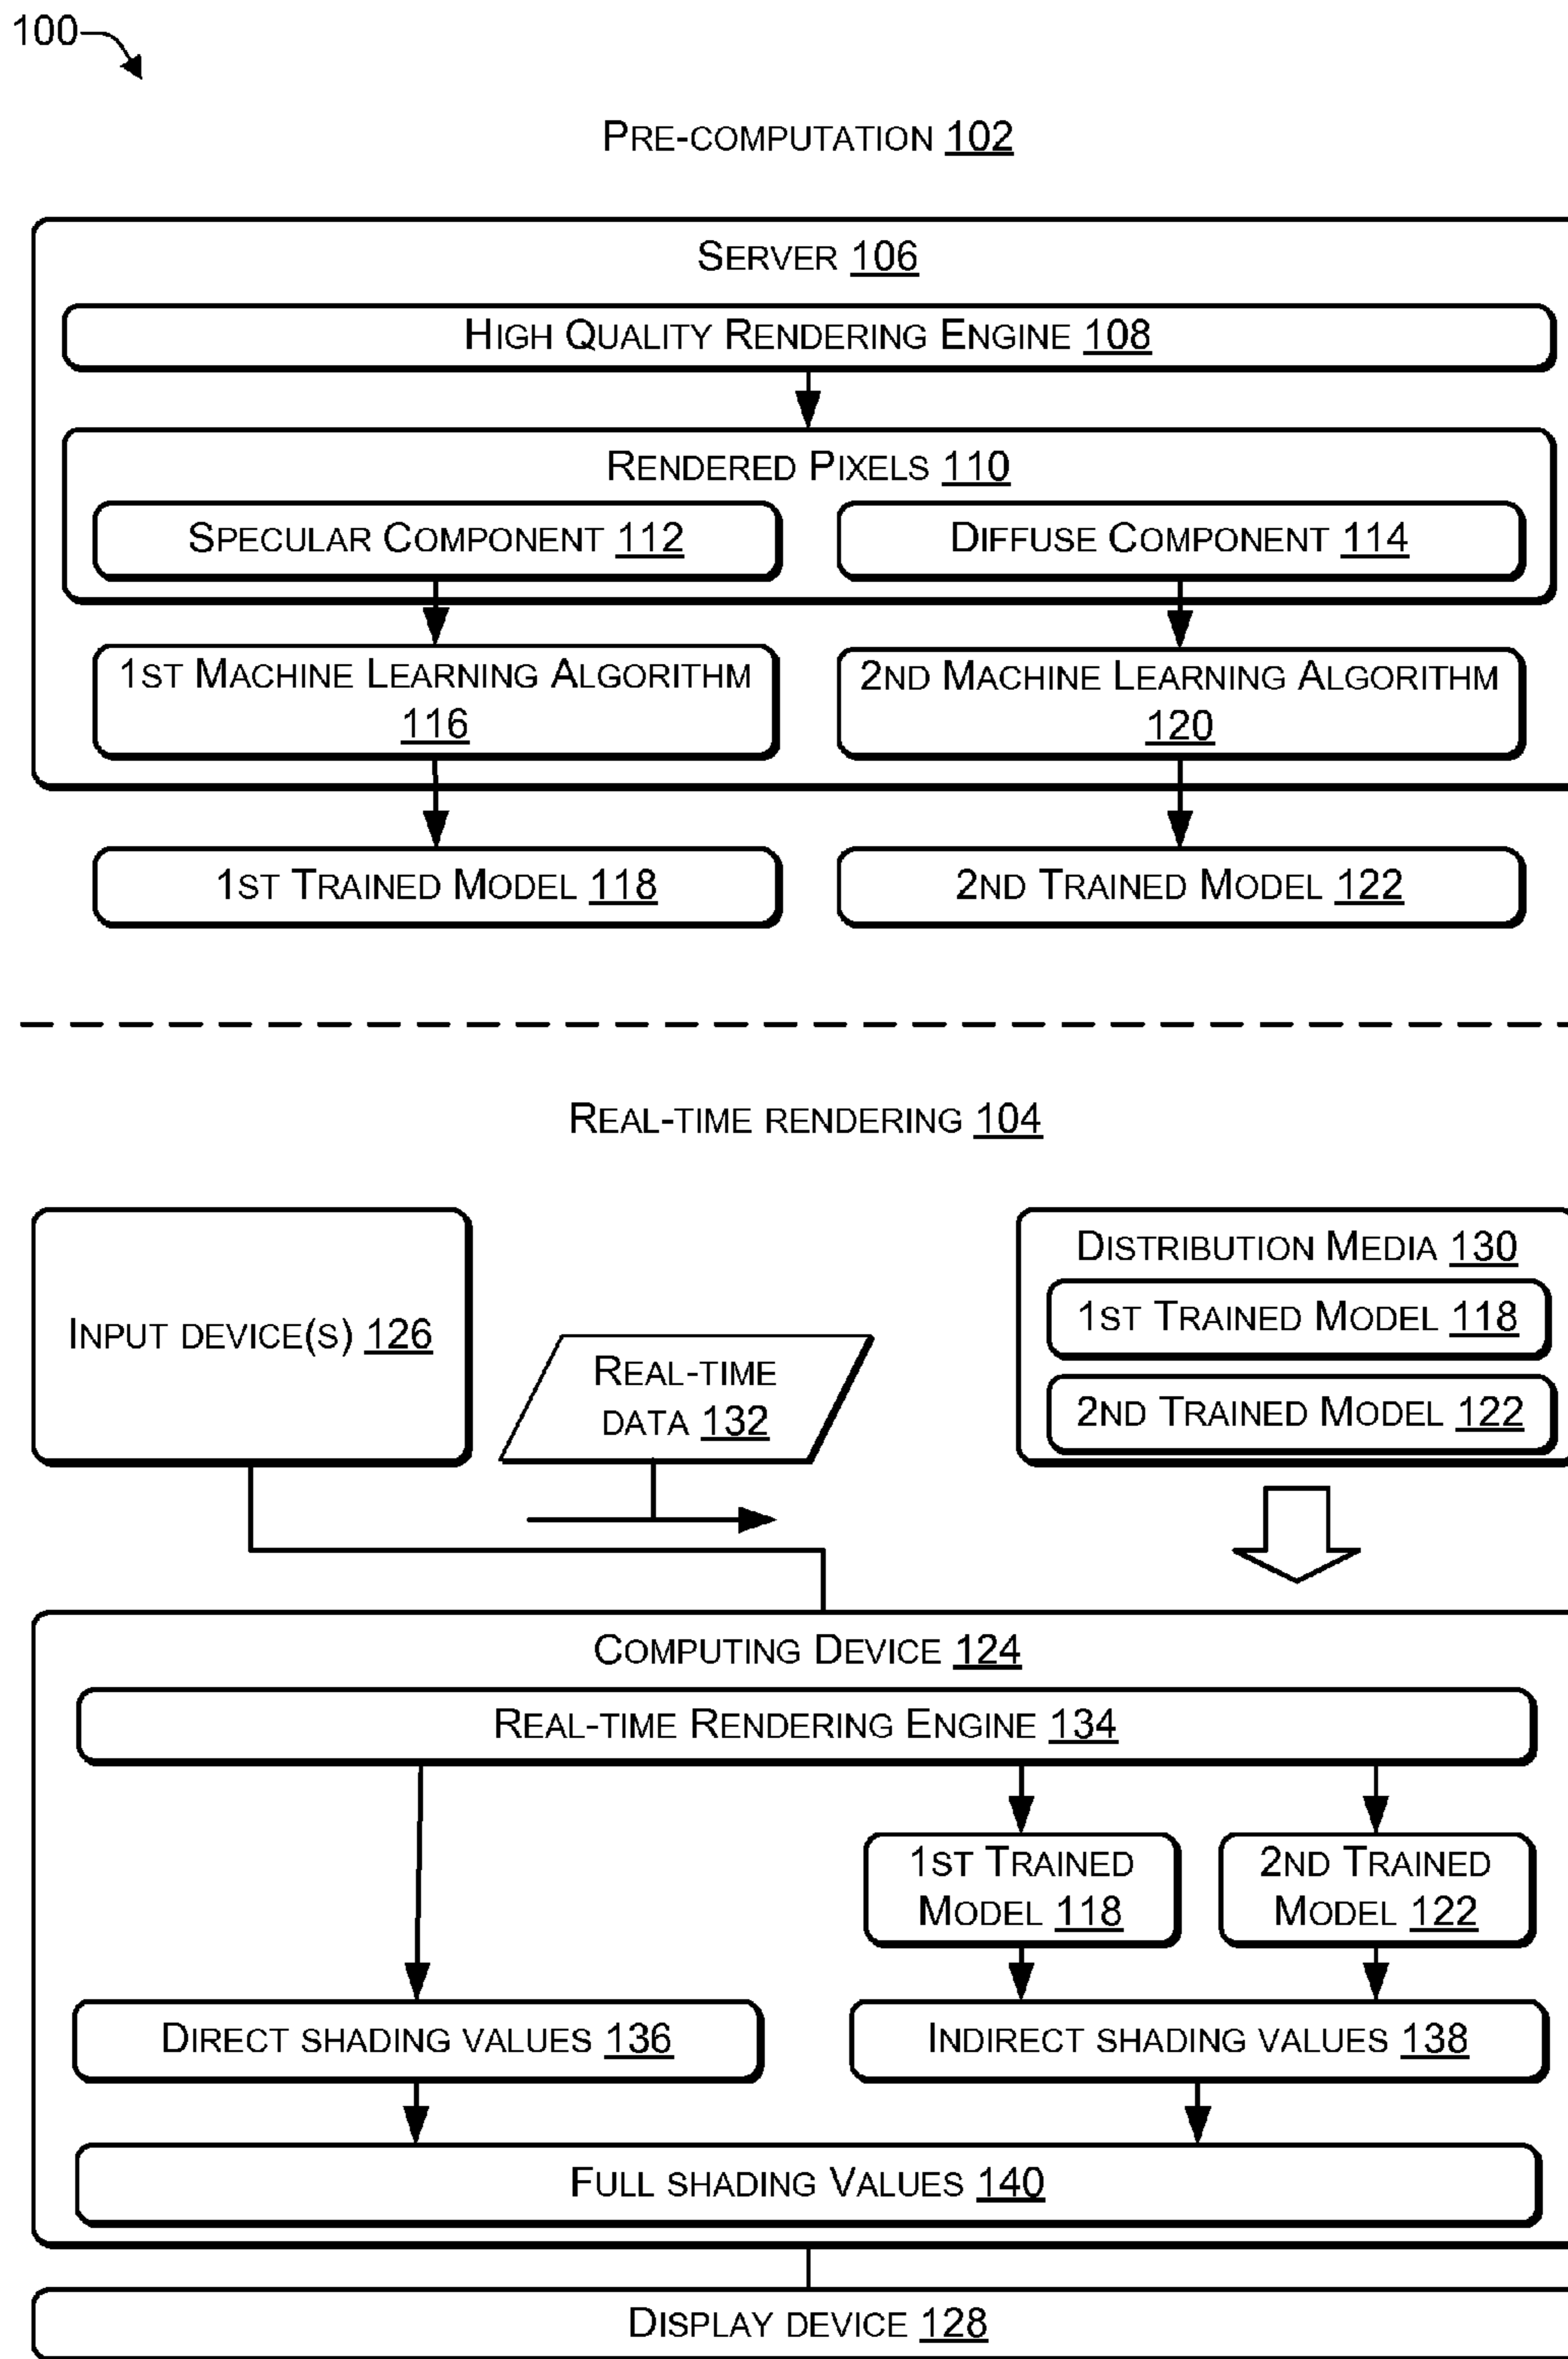 100
PRE-COMPUTATION 102
SERVER 106
HIGH QUALITY RENDERING ENGINE 108
RENDERED PIXELS 110
SPECULAR COMPONENT 112
DIFFUSE COMPONENT 114
1ST MACHINE LEARNING ALGORITHM
116
2ND MACHINE LEARNING ALGORITHM
120
1ST TRAINED MODEL 118
2ND TRAINED MODEL 122
REAL-TIME RENDERING 104
INPUT DEVICE(S) 126
REAL-TIME
DATA 132
DISTRIBUTION MEDIA 130
1ST TRAINED MODEL 118
2ND TRAINED MODEL 122
COMPUTING DEVICE 124
REAL-TIME RENDERING ENGINE 134
1ST TRAINED
MODEL 118
2ND TRAINED
MODEL 122
DIRECT SHADING VALUES 136
INDIRECT SHADING VALUES 138
FULL SHADING VALUES 140
DISPLAY DEVICE 128